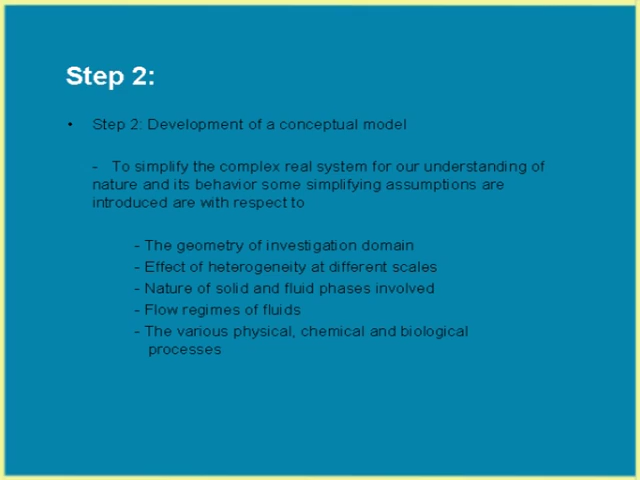 Step 2:
• Step 2: Development of a conceptual model
- To simplify the complex real system for our understanding of
nature and its behavior some simplifying assumptions are
introduced are with respect to
- The geometry of investigation domain
- Effect of heterogeneity at different scales
- Nature of solid and fluid phases involved
- Flow regimes of fluids
- The various physical, chemical and biological
processes